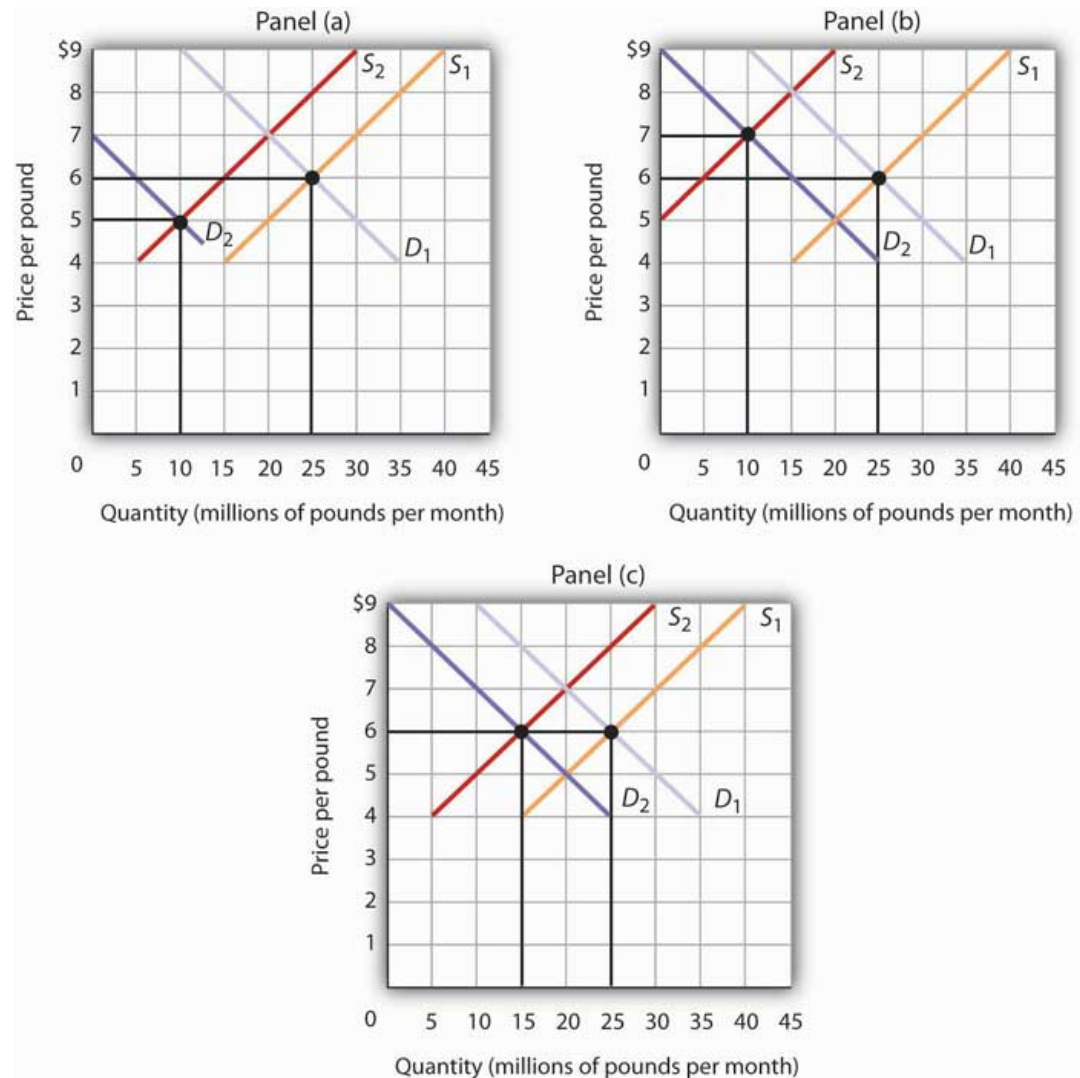 Panel (a)
$9
8
7
6
5
4
3
2
1
0
5 10 15 20 25 30 35 40 45
S2
S1
D2
D1
Price per pound
Quantity (millions of pounds per month)
Panel (b)
$9
8
7
6
5
4
3
2
1
0
5 10 15 20 25 30 35 40 45
S2
S1
D2
D1
Price per pound
Quantity (millions of pounds per month)
Panel (c)
$9
8
7
6
5
4
3
2
1
0
5 10 15 20 25 30 35 40 45
S2
S1
D2
D1
Price per pound
Quantity (millions of pounds per month)